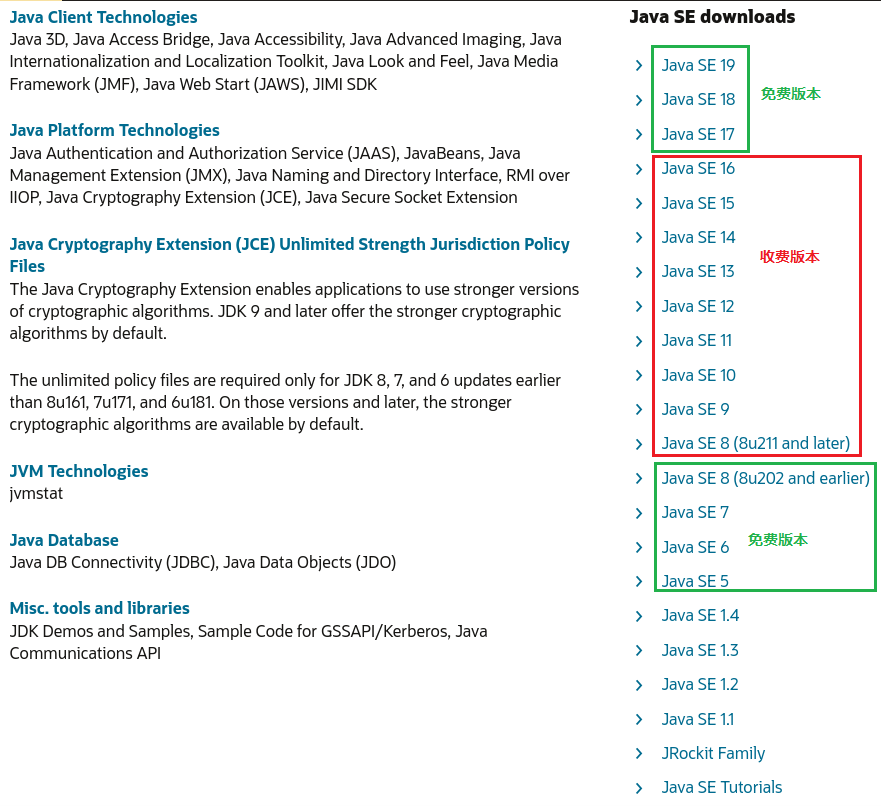 Java Client Technologies
Java 3D, Java Access Bridge, Java Accessibility, Java Advanced Imaging, Java
Internationalization and Localization Toolkit, Java Look and Feel, Java Media
Framework (JMF), Java Web Start (JAWS), JIMI SDK
Java Platform Technologies
Java Authentication and Authorization Service (JAAS), JavaBeans, Java
Management Extension (JMX), Java Naming and Directory Interface, RMI over
IIOP, Java Cryptography Extension (JCE), Java Secure Socket Extension
Java Cryptography Extension (JCE) Unlimited Strength Jurisdiction Policy
Files
The Java Cryptography Extension enables applications to use stronger versions
of cryptographic algorithms. JDK 9 and later offer the stronger cryptographic
algorithms by default.
The unlimited policy files are required only for JDK 8, 7, and 6 updates earlier
than 8u161, 7u171, and 6u181. On those versions and later, the stronger
cryptographic algorithms are available by default.
JVM Technologies
jvmstat
Java Database
Java DB Connectivity (JDBC), Java Data Objects (JDO)
Misc. tools and libraries
JDK Demos and Samples, Sample Code for GSSAPI/Kerberos, Java
Communications API
Java SE downloads
Java SE 19
Java SE 18
免费版本
Java SE 17
Java SE 16
Java SE 15
Java SE 14
收费版本
Java SE 13
Java SE 12
Java SE 11
Java SE 10
Java SE 9
Java SE 8 (8u211 and later)
Java SE 8 (8u202 and earlier)
Java SE 7
免费版本
Java SE 6
Java SE 5
Java SE 1.4
Java SE 1.3
Java SE 1.2
Java SE 1.1
JRockit Family
Java SE Tutorials